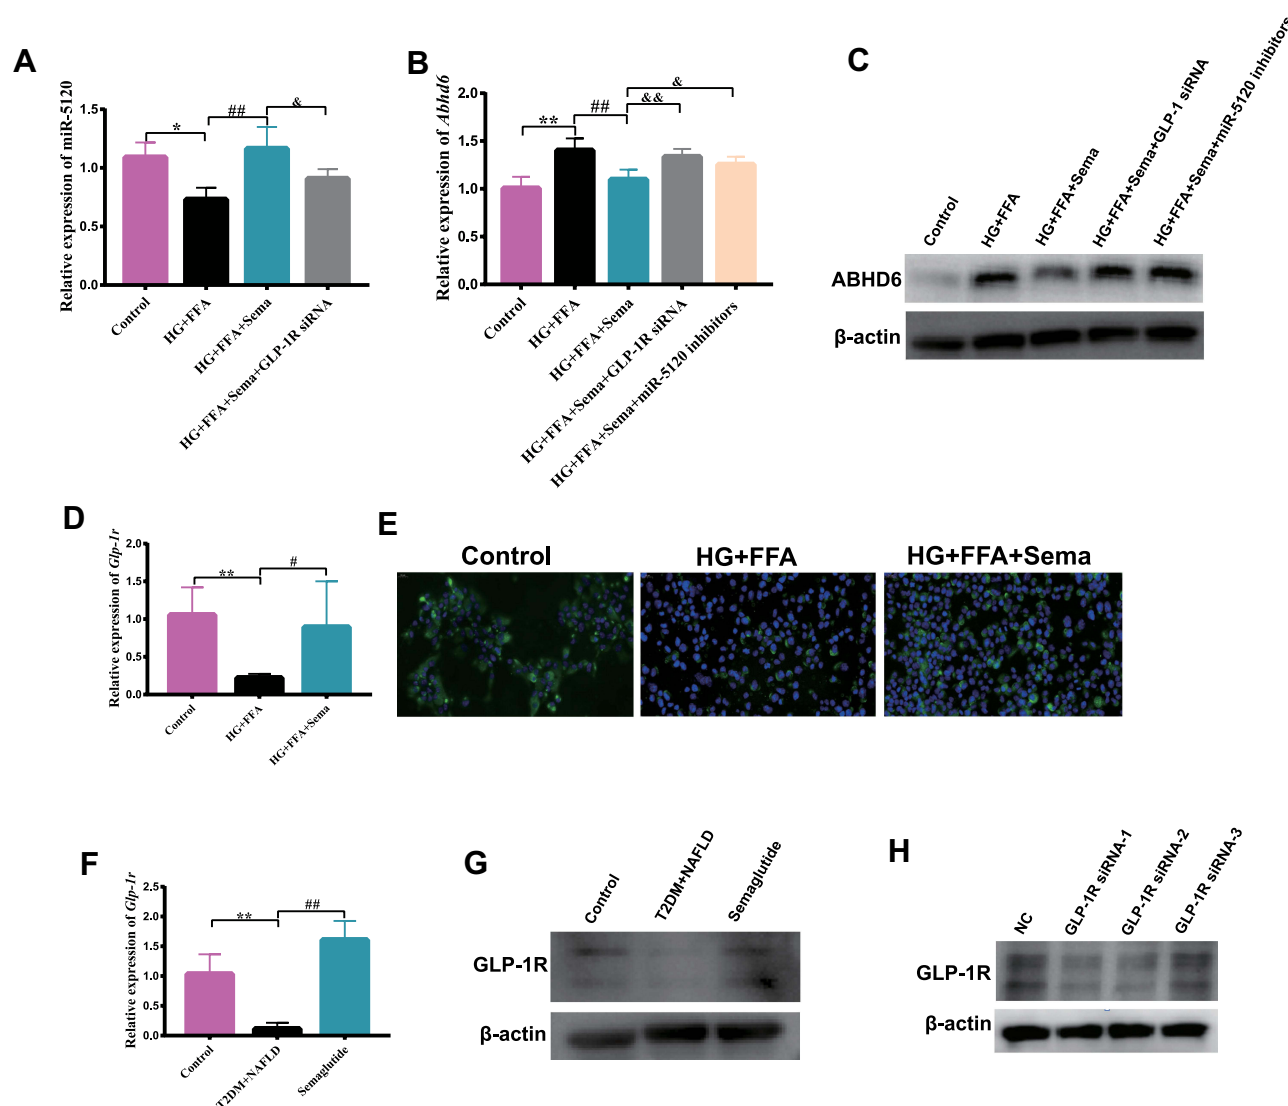 A
Relative expression of miR-5120
1.5
1.0
0.5
0.0
*
##
&
Control
HG+FFA
HG+FFA+Sema
HG+FFA+Sema+GLP-1R siRNA
B
Relative expression of Abhd6
2.0
1.5
1.0
0.5
0.0
**
##
&&
&
Control
HG+FFA
HG+FFA+Sema
HG+FFA+Sema+GLP-1R siRNA
HG+FFA+Sema+miR-5120 inhibitors
C
Control
HG+FFA
HG+FFA+Sema
HG+FFA+Sema+GLP-1 siRNA
HG+FFA+Sema+miR-5120 inhibitors
ABHD6
β-actin
D
Relative expression of Glp-1r
2.0
1.5
1.0
0.5
0.0
**
#
Control
HG+FFA
HG+FFA+Sema
E
Control
HG+FFA
HG+FFA+Sema
F
Relative expression of Glp-1r
2.5
2.0
1.5
1.0
0.5
0.0
**
##
Control
T2DM+NAFLD
Semaglutide
G
Control
T2DM+NAFLD
Semaglutide
GLP-1R
β-actin
H
NC
GLP-1R siRNA-1
GLP-1R siRNA-2
GLP-1R siRNA-3
GLP-1R
β-actin